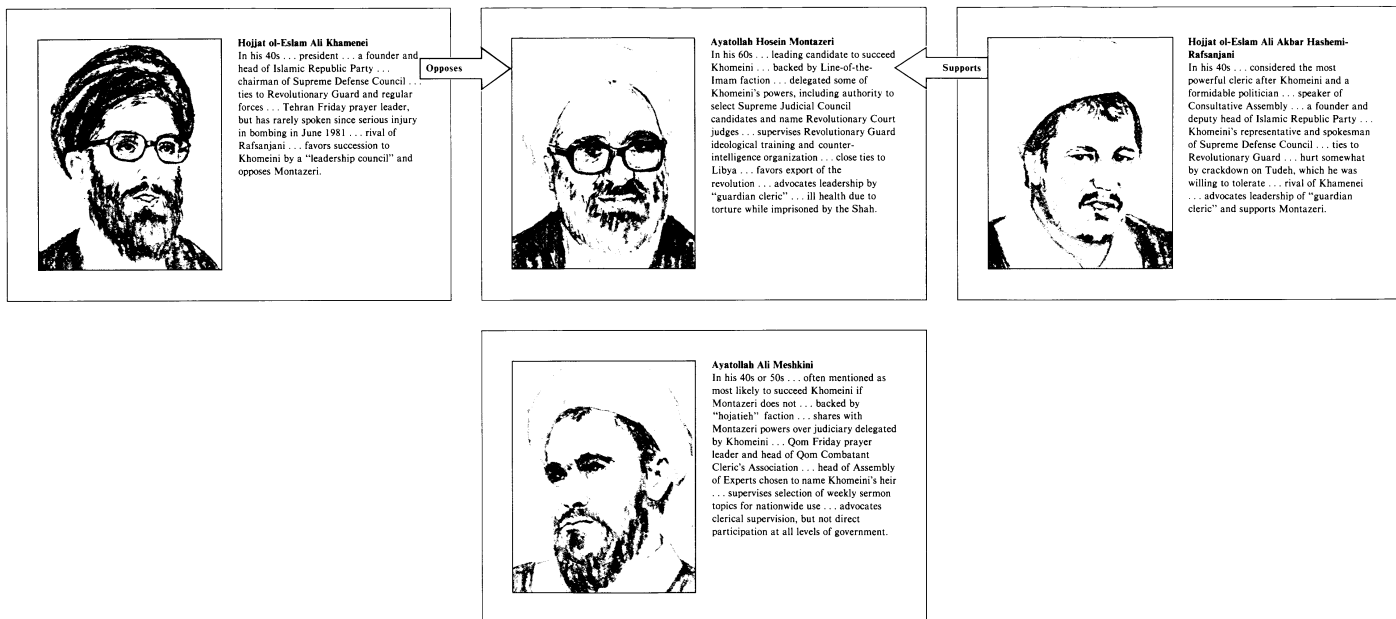 Hojjat ol-Eslam Ali Khamenei
In his 40s . . . president . . . a founder and
head of Islamic Republic Party . . .
chairman of Supreme Defense Council . . .
ties to Revolutionary Guard and regular
forces . . . Tehran Friday prayer leader,
but has rarely spoken since serious injury
in bombing in June 1981 . . . rival of
Rafsanjani . . . favors succession to
Khomeini by a “leadership council” and
opposes Montazeri.
Opposes
Ayatollah Hosein Montazeri
In his 60s . . . leading candidate to succeed
Khomeini . . . backed by Line-of-the-
Imam faction . . . delegated some of
Khomeini's powers, including authority to
select Supreme Judicial Council
candidates and name Revolutionary Court
judges . . . supervises Revolutionary Guard
ideological training and counter-
intelligence organization . . . close ties to
Libya . . . favors export of the
revolution . . . advocates leadership by
“guardian cleric” . . . ill health due to
torture while imprisoned by the Shah.
Supports
Hojjat ol-Eslam Ali Akbar Hashemi-
Rafsanjani
In his 40s . . . considered the most
powerful cleric after Khomeini and a
formidable politician . . . speaker of
Consultative Assembly . . . a founder and
deputy head of Islamic Republic Party . . .
Khomeini's representative and spokesman
of Supreme Defense Council . . . ties to
Revolutionary Guard . . . hurt somewhat
by crackdown on Tudeh, which he was
willing to tolerate . . . rival of Khamenei
. . . advocates leadership of “guardian
cleric” and supports Montazeri.
Ayatollah Ali Meshkini
In his 40s or 50s . . . often mentioned as
most likely to succeed Khomeini if
Montazeri does not . . . backed by
“hojatieh” faction . . . shares with
Montazeri powers over judiciary delegated
by Khomeini . . . Qom Friday prayer
leader and head of Qom Combatant
Cleric's Association . . . head of Assembly
of Experts chosen to name Khomeini's heir
. . . supervises selection of weekly sermon
topics for nationwide use . . . advocates
clerical supervision, but not direct
participation at all levels of government.